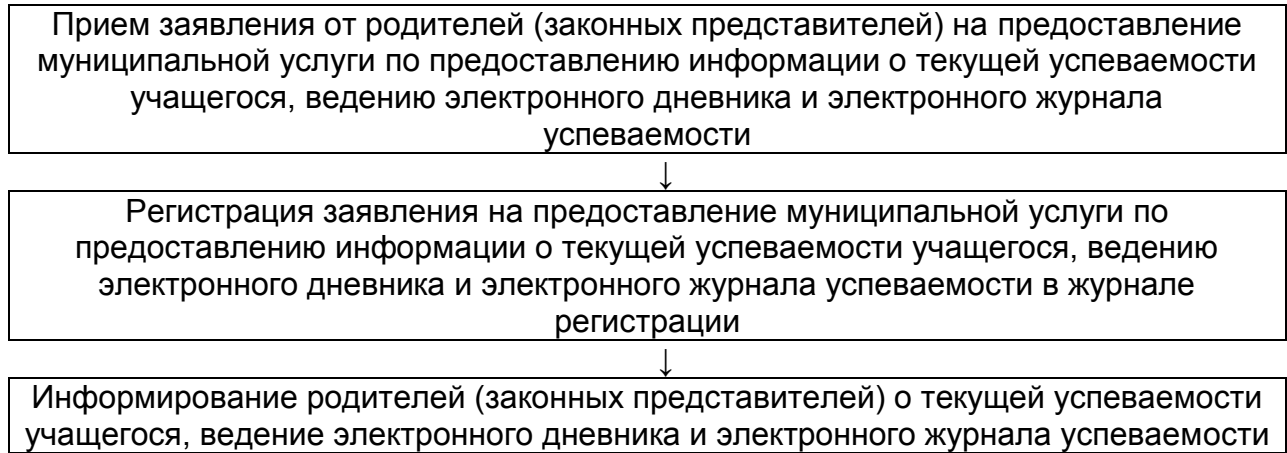 Прием заявления от родителей (законных представителей) на предоставление
муниципальной услуги по предоставлению информации о текущей успеваемости
учащегося, ведению электронного дневника и электронного журнала
успеваемости
↓
Регистрация заявления на предоставление муниципальной услуги по
предоставлению информации о текущей успеваемости учащегося, ведению
электронного дневника и электронного журнала успеваемости в журнале
регистрации
↓
Информирование родителей (законных представителей) о текущей успеваемости
учащегося, ведение электронного дневника и электронного журнала успеваемости